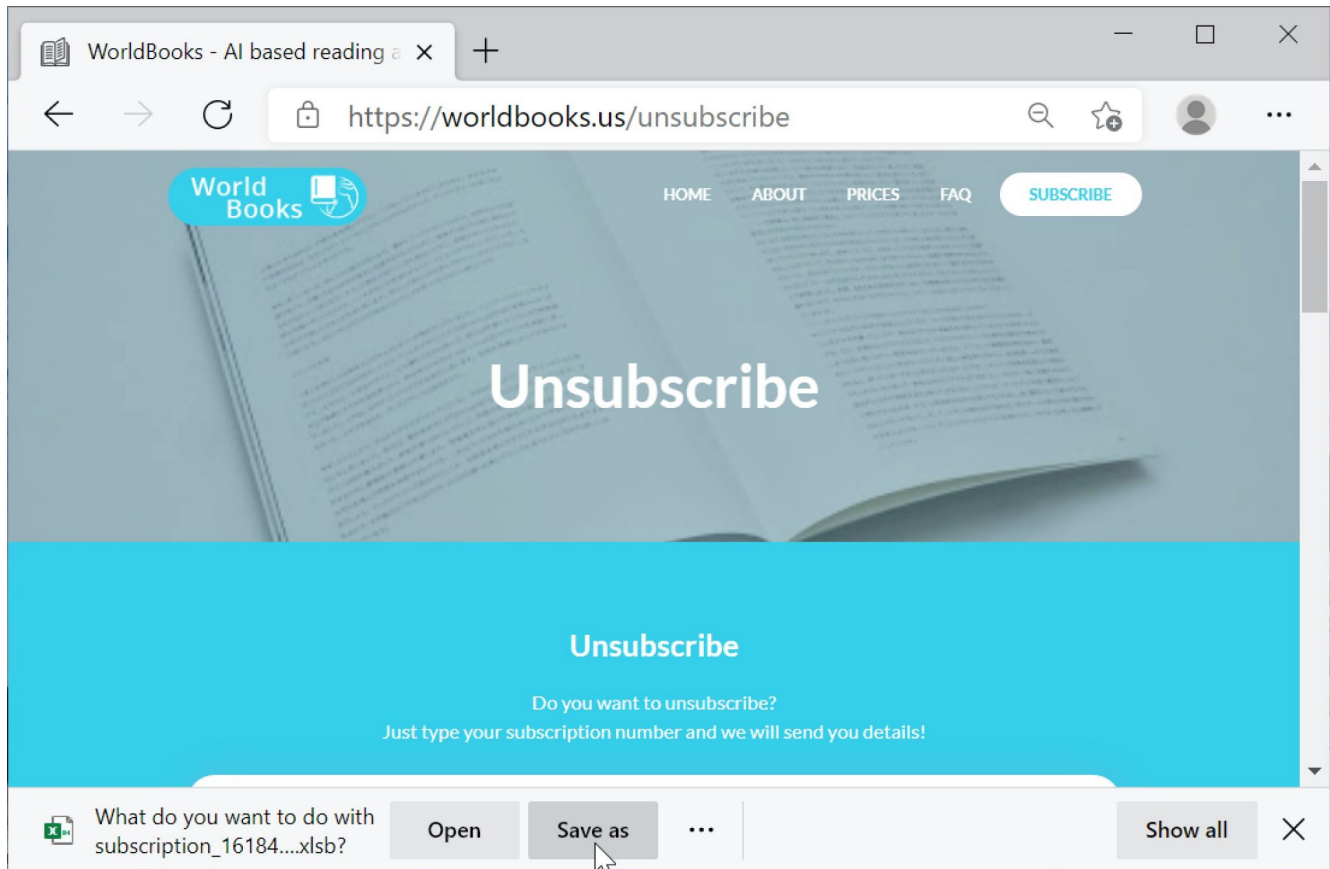 WorldBooks - AI based reading a
https://worldbooks.us/unsubscribe
World
Books
HOME ABOUT PRICES FAQ SUBSCRIBE
Unsubscribe
Unsubscribe
Do you want to unsubscribe?
Just type your subscription number and we will send you details!
What do you want to do with
subscription_16184....xlsb?
Open Save as ... Show all